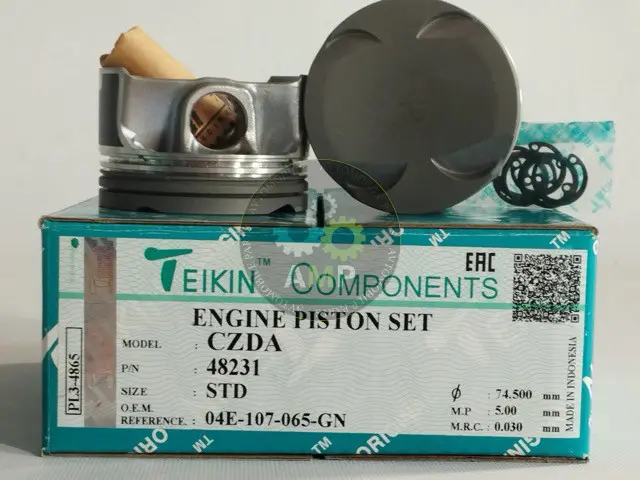 TEIKIN™ COMPONENTS
EAC
ENGINE PISTON SET
MODEL : CZDA
P/N : 48231
SIZE : STD
O.E.M.
REFERENCE. : 04E-107-065-GN
ϕ : 74.500 mm
M.P : 5.00 mm
M.R.C. : 0.030 mm
PL3-4865
MADE IN INDONESIA
AMP